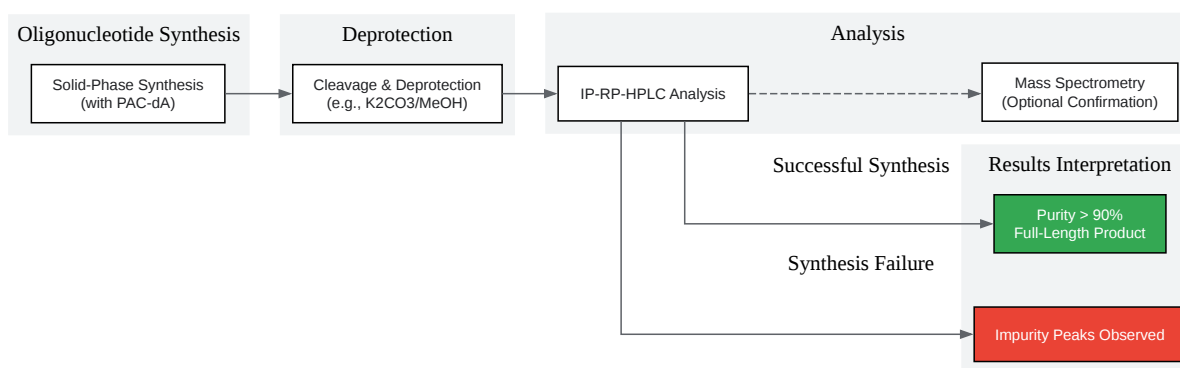 Oligonucleotide Synthesis
Deprotection
Analysis
Solid-Phase Synthesis
(with PAC-dA)
Cleavage & Deprotection
(e.g., K2CO3/MeOH)
IP-RP-HPLC Analysis
Mass Spectrometry
(Optional Confirmation)
Successful Synthesis
Results Interpretation
Purity > 90%
Full-Length Product
Synthesis Failure
Impurity Peaks Observed